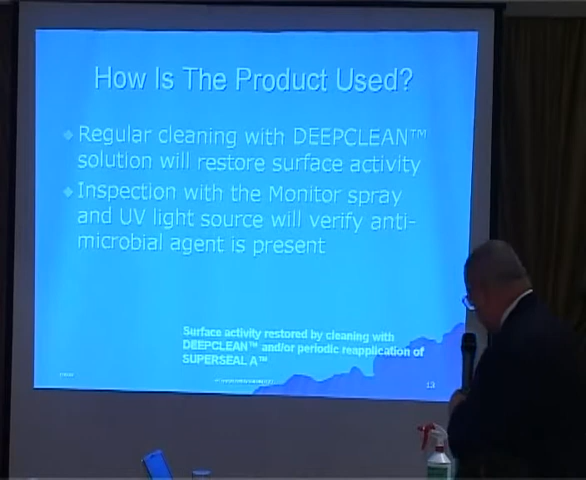 How Is The Product Used?
Regular cleaning with DEEPCLEAN™
solution will restore surface activity
Inspection with the Monitor spray
and UV light source will verify anti-
microbial agent is present
Surface activity restored by cleaning with
DEEPCLEAN™ and/or periodic reapplication of
SUPERSEAL A™
13